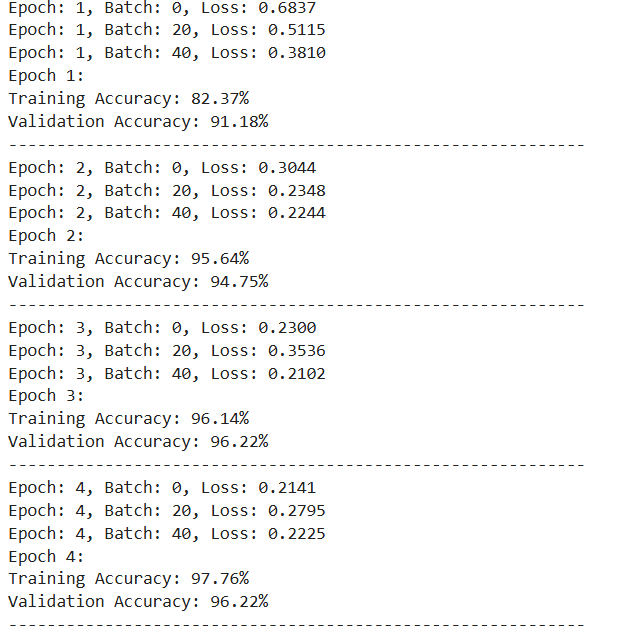 Epoch: 1, Batch: 0, Loss: 0.6837
Epoch: 1, Batch: 20, Loss: 0.5115
Epoch: 1, Batch: 40, Loss: 0.3810
Epoch 1:
Training Accuracy: 82.37%
Validation Accuracy: 91.18%
------------------------------------------------------------
Epoch: 2, Batch: 0, Loss: 0.3044
Epoch: 2, Batch: 20, Loss: 0.2348
Epoch: 2, Batch: 40, Loss: 0.2244
Epoch 2:
Training Accuracy: 95.64%
Validation Accuracy: 94.75%
------------------------------------------------------------
Epoch: 3, Batch: 0, Loss: 0.2300
Epoch: 3, Batch: 20, Loss: 0.3536
Epoch: 3, Batch: 40, Loss: 0.2102
Epoch 3:
Training Accuracy: 96.14%
Validation Accuracy: 96.22%
------------------------------------------------------------
Epoch: 4, Batch: 0, Loss: 0.2141
Epoch: 4, Batch: 20, Loss: 0.2795
Epoch: 4, Batch: 40, Loss: 0.2225
Epoch 4:
Training Accuracy: 97.76%
Validation Accuracy: 96.22%
------------------------------------------------------------